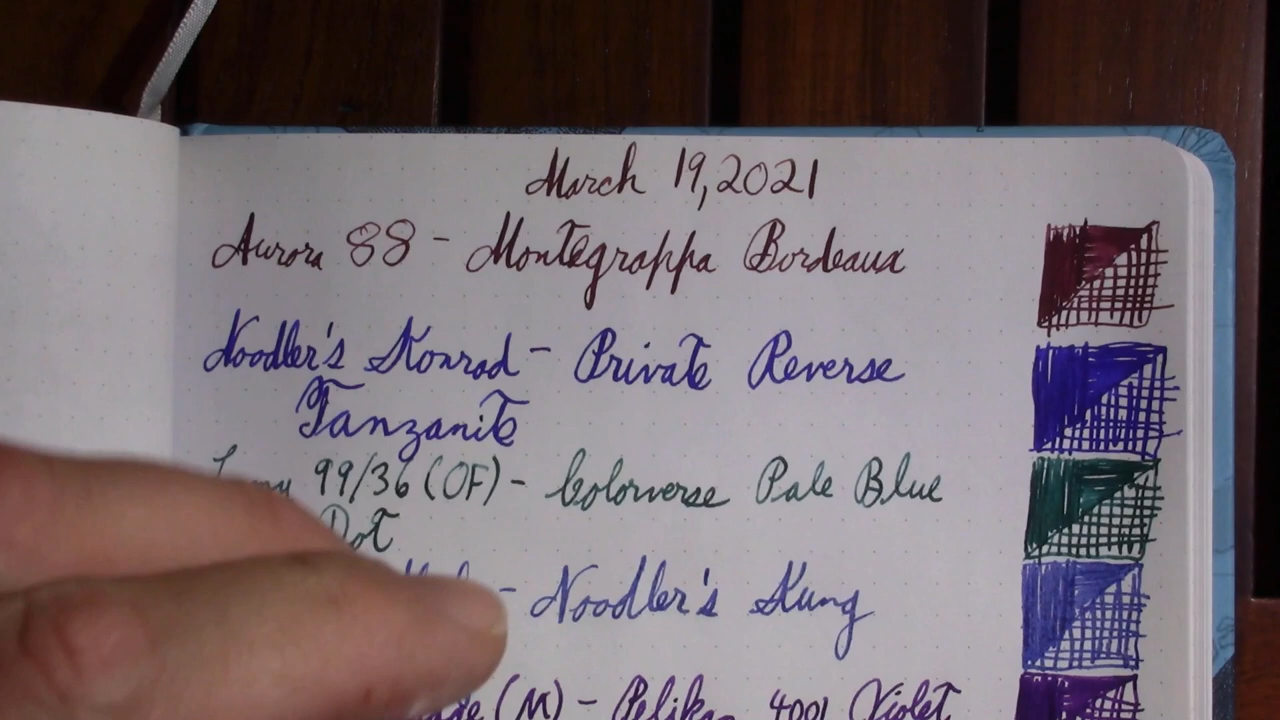 March 19, 2021
Aurora 88 - Montegrappa Bordeaux
Noodler's Konrad - Private Reverse
Tanzanite
99/36 (OF) - Colorverse Pale Blue
Dot
- Noodler's Kung
(M) - Pelikan 4001 Violet